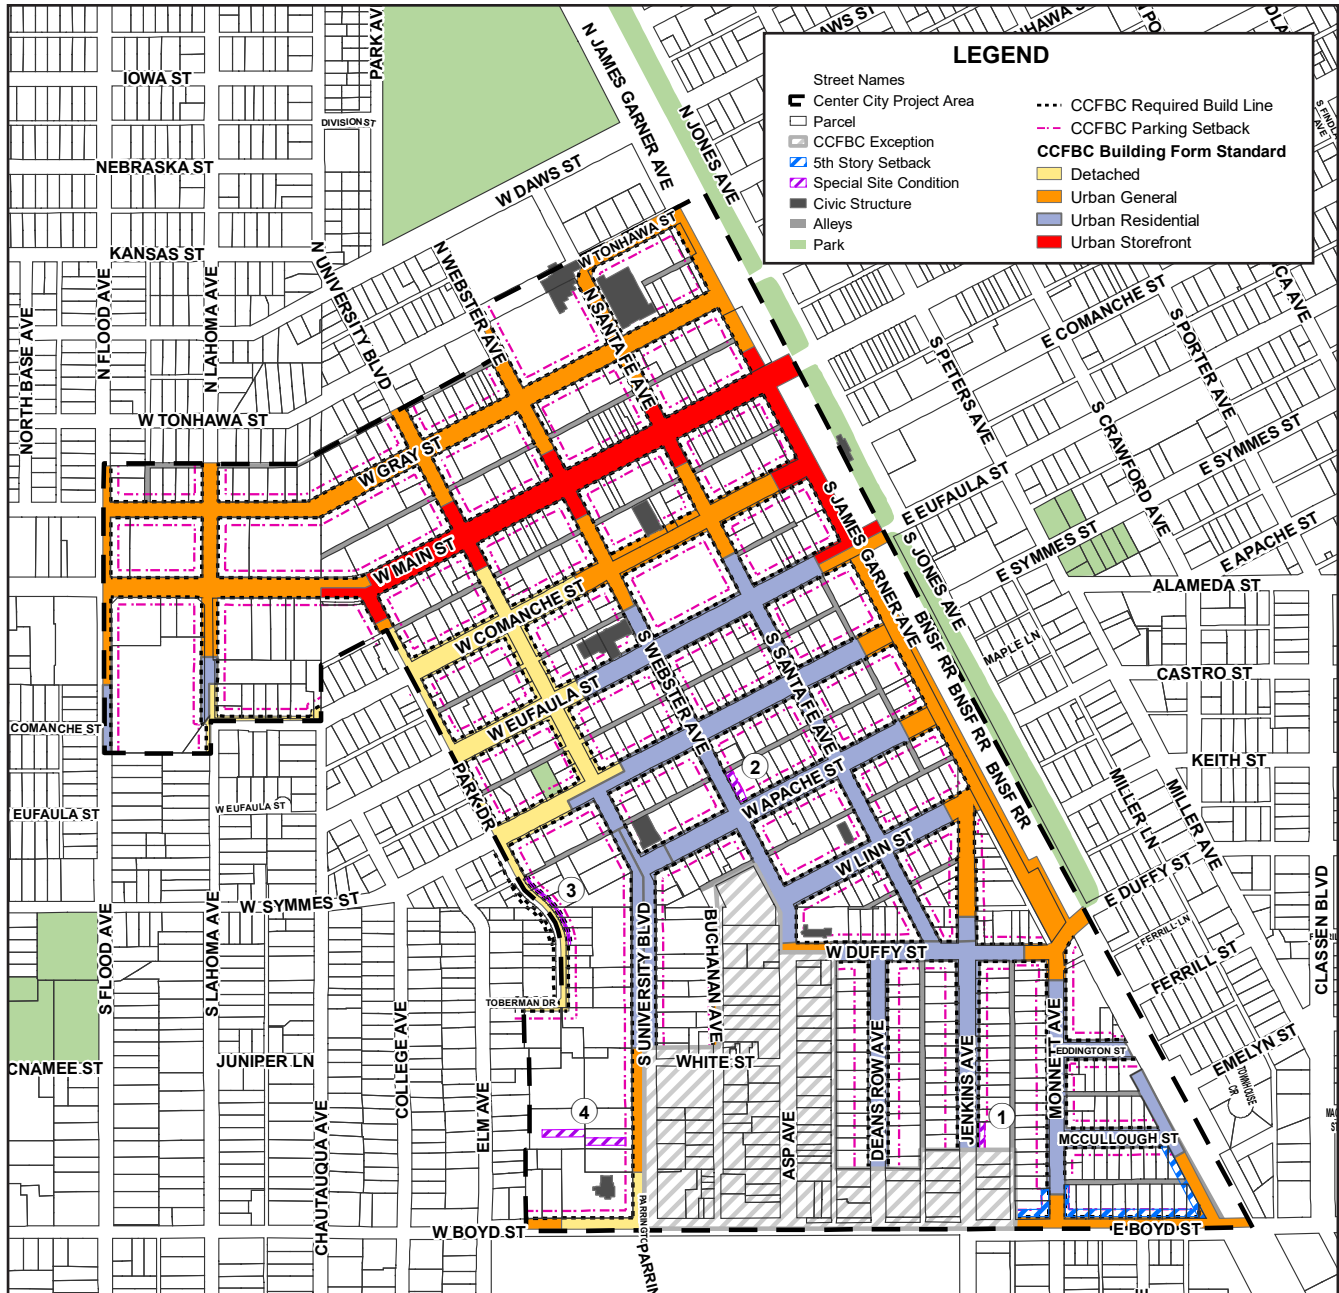 LEGEND
Street Names
Center City Project Area
Parcel
CCFBC Exception
5th Story Setback
Special Site Condition
Civic Structure
Alleys
Park
CCFBC Required Build Line
CCFBC Parking Setback
CCFBC Building Form Standard
Detached
Urban General
Urban Residential
Urban Storefront
IOWA ST
PARK AV
DIVISION ST
NEBRASKA ST
KANSAS ST
W DAWS ST
N JAMES GARNER AVE
N JONES AVE
W TONHAWA ST
N UNIVERSITY BLVD
N WEBSTER AVE
N SANTA FE AVE
NORTH BASE AVE
N FLOOD AVE
N LAHOMA AVE
W TONHAWA ST
W GRAY ST
W MAIN ST
E COMANCHE ST
S PORTER AVE
S PETERS AVE
S CRAWFORD AVE
E SYMMES ST
E EUFAULA ST
E SYMMES ST
E APACHE ST
ALAMEDA ST
S JAMES GARNER AVE
S JONES AVE
BNSF RR
BNSF RR
BNSF RR
MAPLE LN
CASTRO ST
KEITH ST
MILLER LN
MILLER AVE
W COMANCHE ST
W EUFAULA ST
S WEBSTER AVE
S SANTA FE AVE
COMANCHE ST
EUFAULA ST
W EUFAULA ST
PARK DR
2
W APACHE ST
W LINN ST
3
W SYMMES ST
S FLOOD AVE
S LAHOMA AVE
S UNIVERSITY BLVD
BUCHANAN AVE
W DUFFY ST
E DUFFY ST
FERRILL LN
FERRILL ST
CLASSEN BLVD
TOBERMAN DR
JUNIPER LN
COLLEGE AVE
ELM AVE
CHAUTAUQUA AVE
CNAMEE ST
WHITE ST
ASP AVE
DEANS ROW AVE
JENKINS AVE
MONNETT AVE
EDDINGTON ST
EMELYN ST
TOWNHOUSE CR
4
1
MCCULLOUGH ST
W BOYD ST
E BOYD ST
PARRINGTO
PARRIN